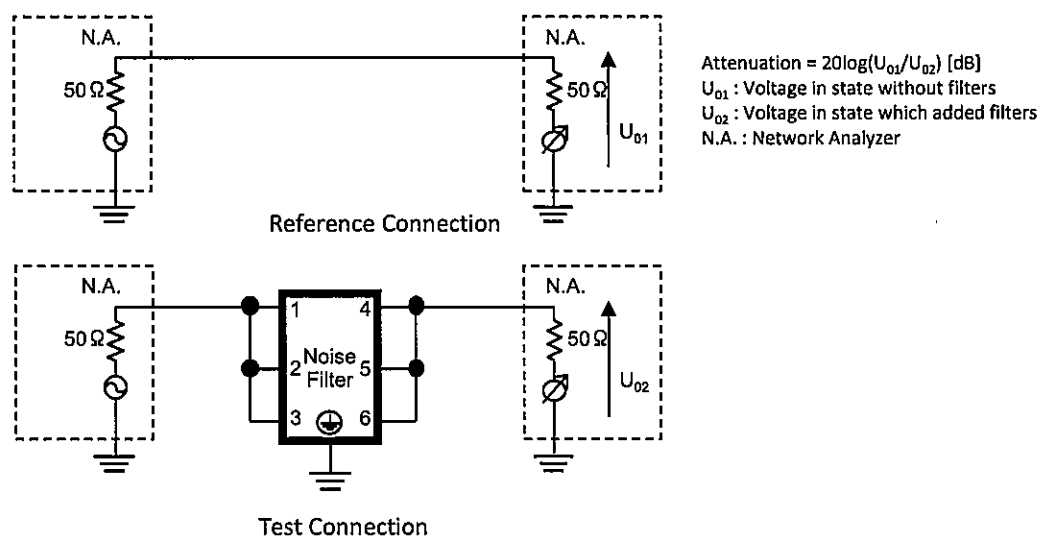 N.A.
N.A.
50 Ω
50 Ω
U01
Attenuation = 20log(U01/U02) [dB]
U01 : Voltage in state without filters
U02 : Voltage in state which added filters
N.A. : Network Analyzer
Reference Connection
N.A.
N.A.
50 Ω
1 4
2 Noise 5
Filter
3 6
50 Ω
U02
Test Connection